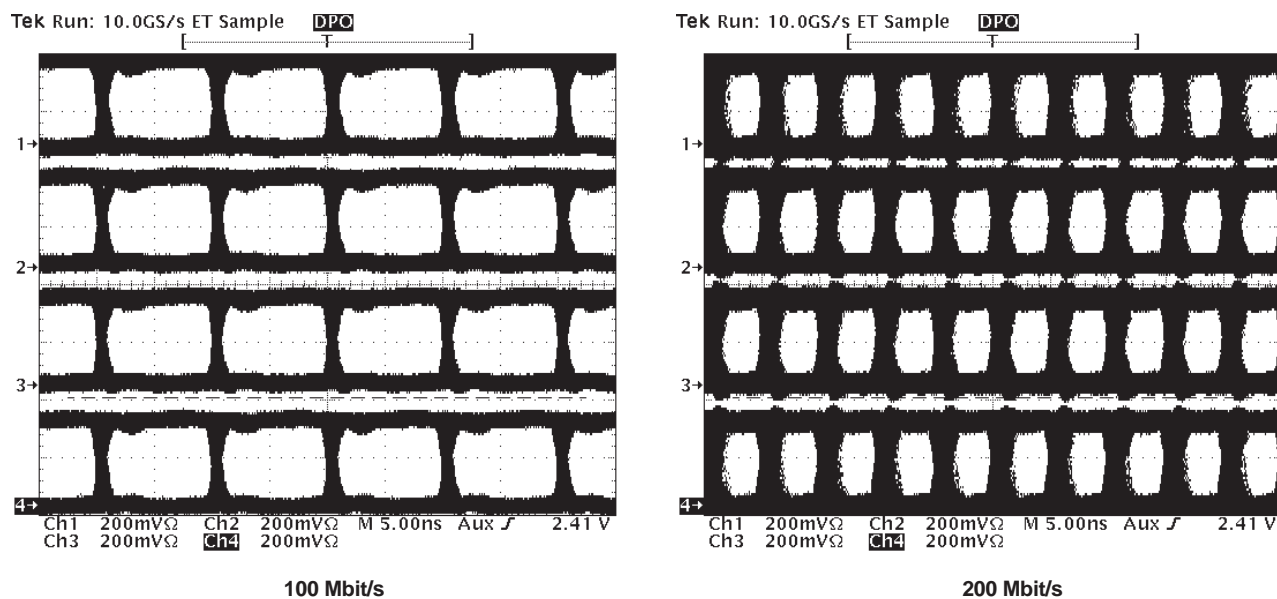 Tek Run: 10.0GS/s ET Sample DPO
[ T ]
1→
2→
3→
4→
Ch1 200mVΩ Ch2 200mVΩ M 5.00ns Aux ʃ 2.41 V
Ch3 200mVΩ Ch4 200mVΩ
100 Mbit/s
Tek Run: 10.0GS/s ET Sample DPO
[ T ]
1→
2→
3→
4→
Ch1 200mVΩ Ch2 200mVΩ M 5.00ns Aux ʃ 2.41 V
Ch3 200mVΩ Ch4 200mVΩ
200 Mbit/s